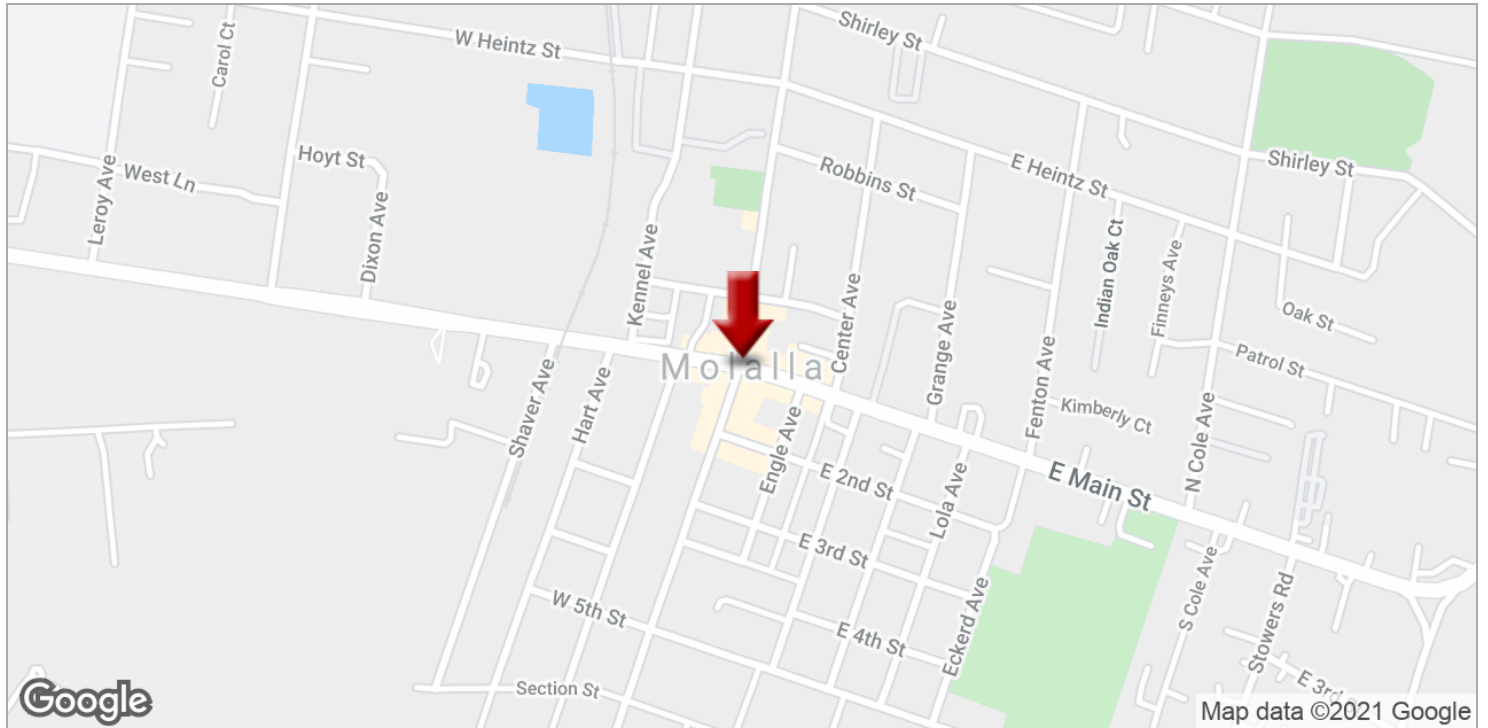 Shirley St
W Heintz St
Carol Ct
Hoyt St
E Heintz St
Shirley St
Robbins St
West Ln
Leroy Ave
Dixon Ave
Kennel Ave
Indian Oak Ct
Finneys Ave
Center Ave
Grange Ave
Oak St
Fenton Ave
Patrol St
Molalla
Shaver Ave
Hart Ave
Kimberly Ct
N Cole Ave
Engle Ave
E 2nd St
E Main St
Lola Ave
E 3rd St
S Cole Ave
W 5th St
Eckerd Ave
Stowers Rd
E 4th St
Section St
E 3rd
Google
Map data ©2021 Google